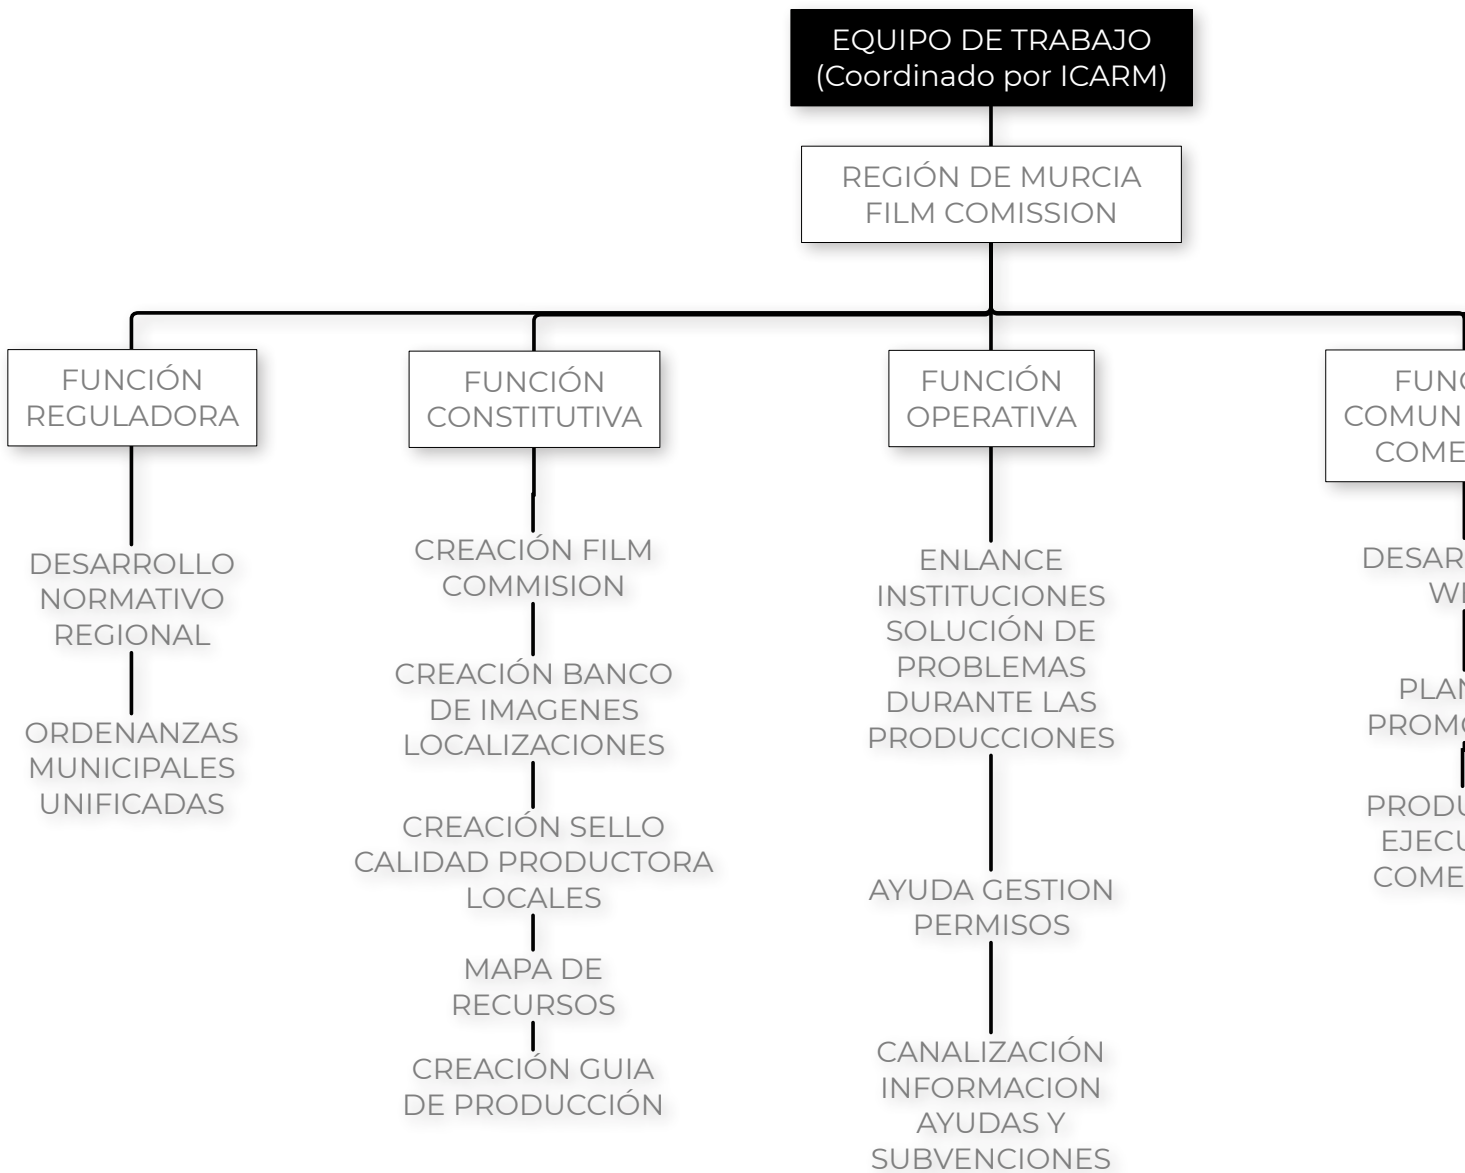 EQUIPO DE TRABAJO
(Coordinado por ICARM)
REGIÓN DE MURCIA
FILM COMISSION
FUNCIÓN
REGULADORA
DESARROLLO
NORMATIVO
REGIONAL
ORDENANZAS
MUNICIPALES
UNIFICADAS
FUNCIÓN
CONSTITUTIVA
CREACIÓN FILM
COMMISION
CREACIÓN BANCO
DE IMAGENES
LOCALIZACIONES
CREACIÓN SELLO
CALIDAD PRODUCTORA
LOCALES
MAPA DE
RECURSOS
CREACIÓN GUIA
DE PRODUCCIÓN
FUNCIÓN
OPERATIVA
ENLANCE
INSTITUCIONES
SOLUCIÓN DE
PROBLEMAS
DURANTE LAS
PRODUCCIONES
AYUDA GESTION
PERMISOS
CANALIZACIÓN
INFORMACION
AYUDAS Y
SUBVENCIONES